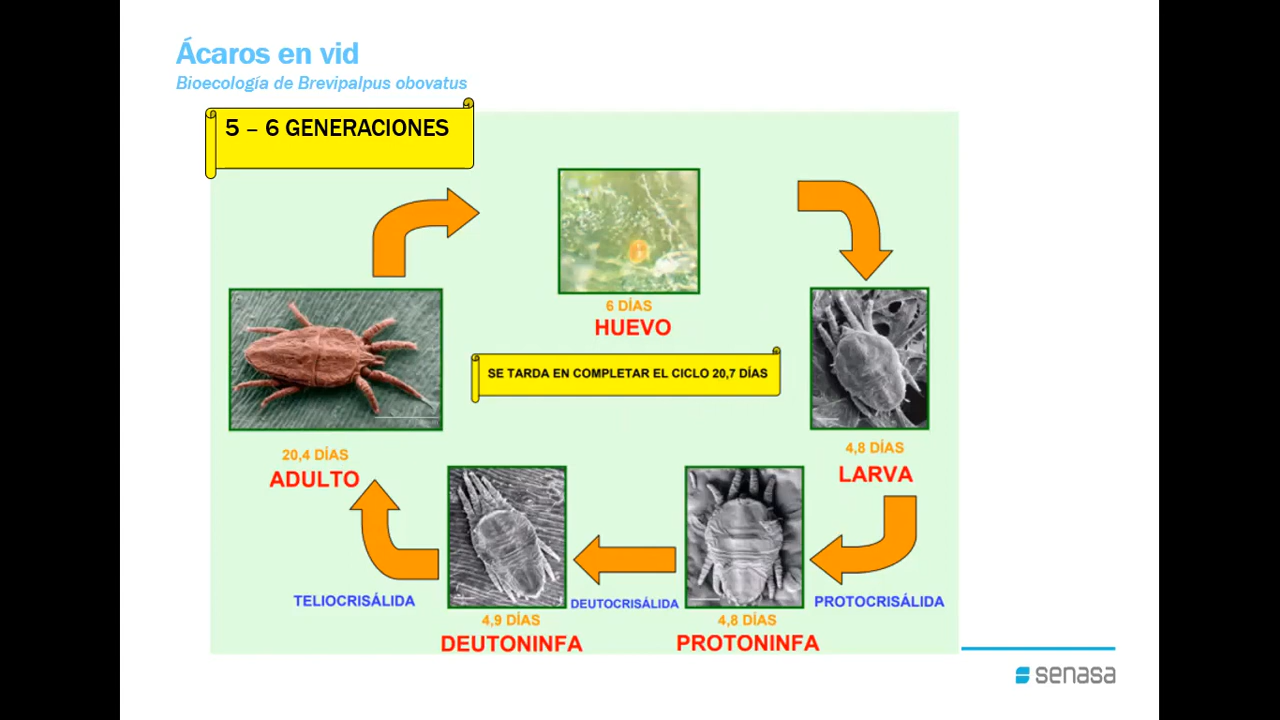 Ácaros en vid
Bioecología de Brevipalpus obovatus
5 – 6 GENERACIONES
6 DÍAS
HUEVO
SE TARDA EN COMPLETAR EL CICLO 20,7 DÍAS
20,4 DÍAS
ADULTO
4,8 DÍAS
LARVA
TELIOCRISÁLIDA
DEUTOCRISÁLIDA
PROTOCRISÁLIDA
4,9 DÍAS
DEUTONINFA
4,8 DÍAS
PROTONINFA
senasa